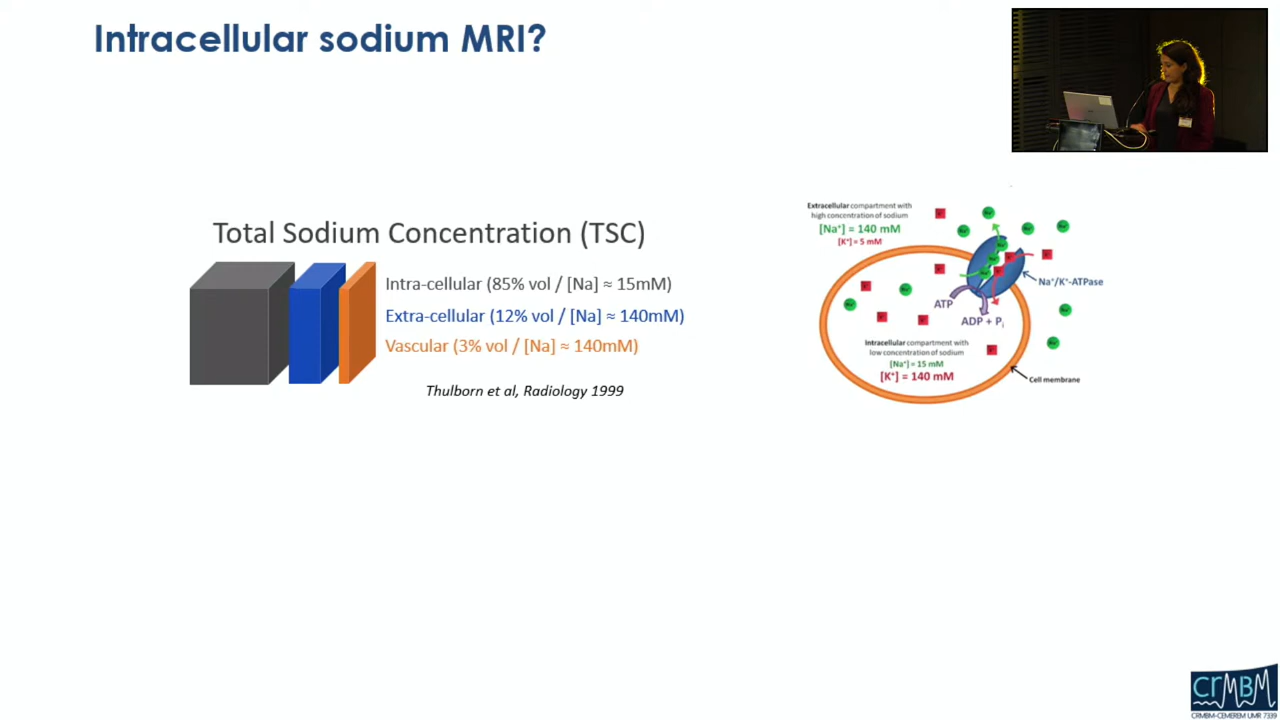 Intracellular sodium MRI?
Total Sodium Concentration (TSC)
Intra-cellular (85% vol / [Na] ≈ 15mM)
Extra-cellular (12% vol / [Na] ≈ 140mM)
Vascular (3% vol / [Na] ≈ 140mM)
Thulborn et al, Radiology 1999
Extracellular compartment with
high concentration of sodium
[Na⁺] = 140 mM
[K⁺] = 5 mM
Na⁺/K⁺-ATPase
ATP
ADP + Pᵢ
Intracellular compartment with
low concentration of sodium
[Na⁺] = 15 mM
[K⁺] = 140 mM
Cell membrane
CRMBM
CRMBM-CEMEREM UMR 7339